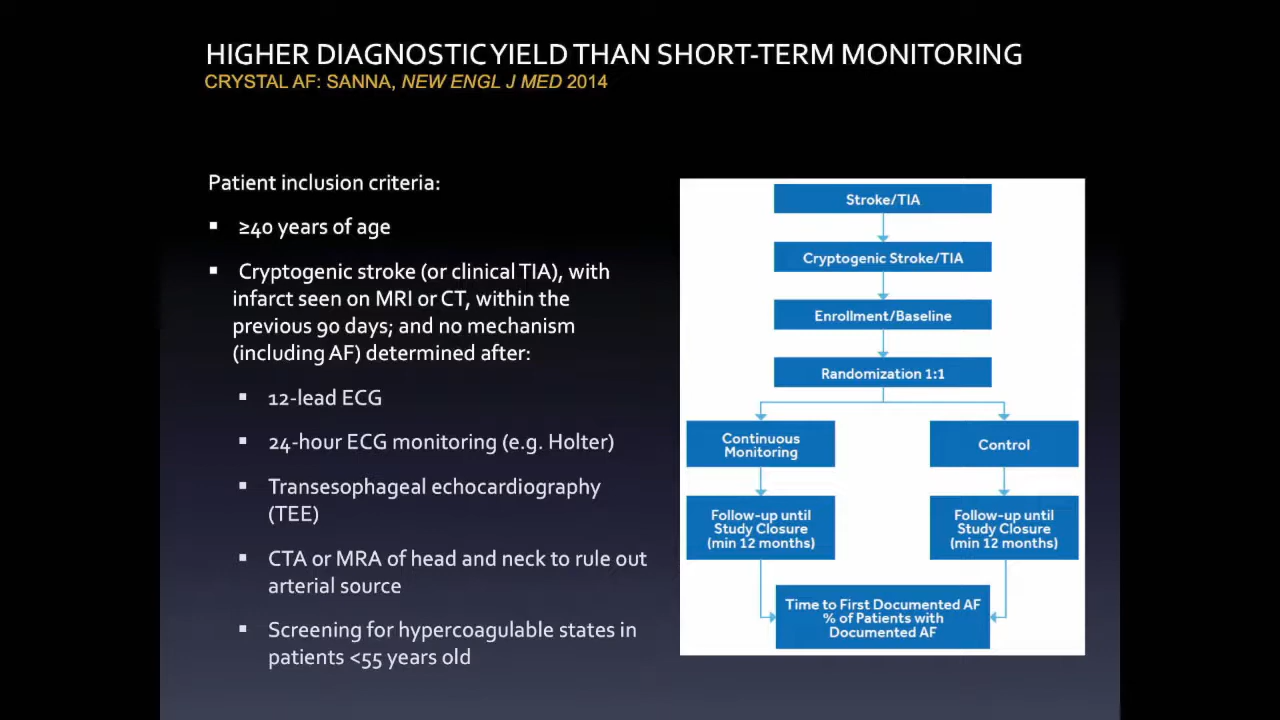 HIGHER DIAGNOSTIC YIELD THAN SHORT-TERM MONITORING
CRYSTAL AF: SANNA, NEW ENGL J MED 2014
Patient inclusion criteria:
▪ ≥40 years of age
▪ Cryptogenic stroke (or clinical TIA), with
infarct seen on MRI or CT, within the
previous 90 days; and no mechanism
(including AF) determined after:
▪ 12-lead ECG
▪ 24-hour ECG monitoring (e.g. Holter)
▪ Transesophageal echocardiography
(TEE)
▪ CTA or MRA of head and neck to rule out
arterial source
▪ Screening for hypercoagulable states in
patients <55 years old
Stroke/TIA
Cryptogenic Stroke/TIA
Enrollment/Baseline
Randomization 1:1
Continuous
Monitoring
Control
Follow-up until
Study Closure
(min 12 months)
Follow-up until
Study Closure
(min 12 months)
Time to First Documented AF
% of Patients with
Documented AF